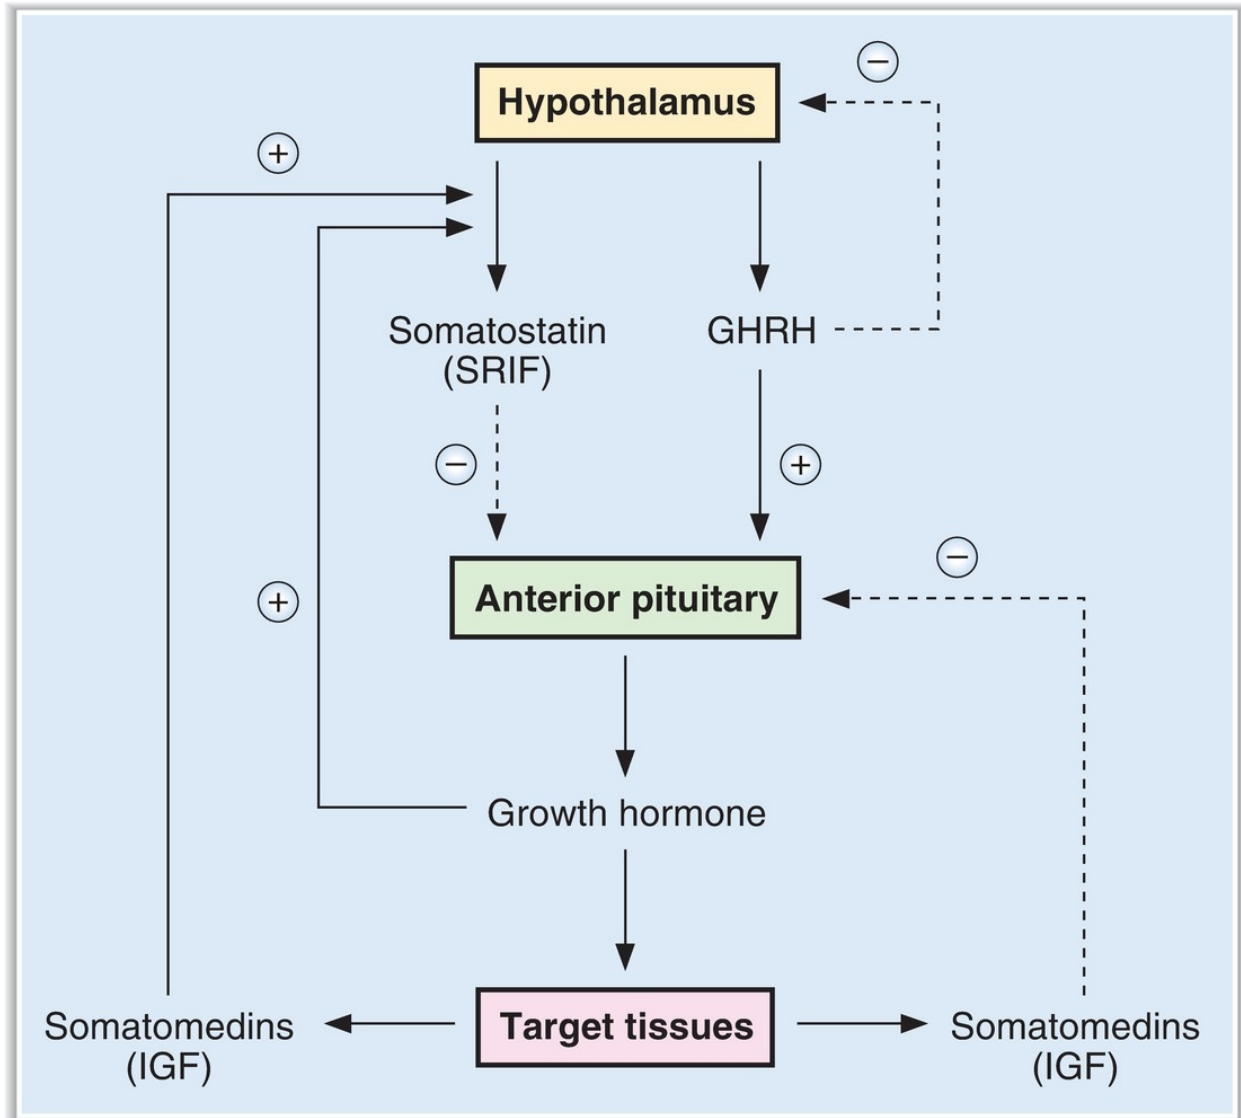 −
Hypothalamus
+
Somatostatin
(SRIF)
GHRH
−
+
−
Anterior pituitary
+
Growth hormone
Somatomedins
(IGF)
Target tissues
Somatomedins
(IGF)